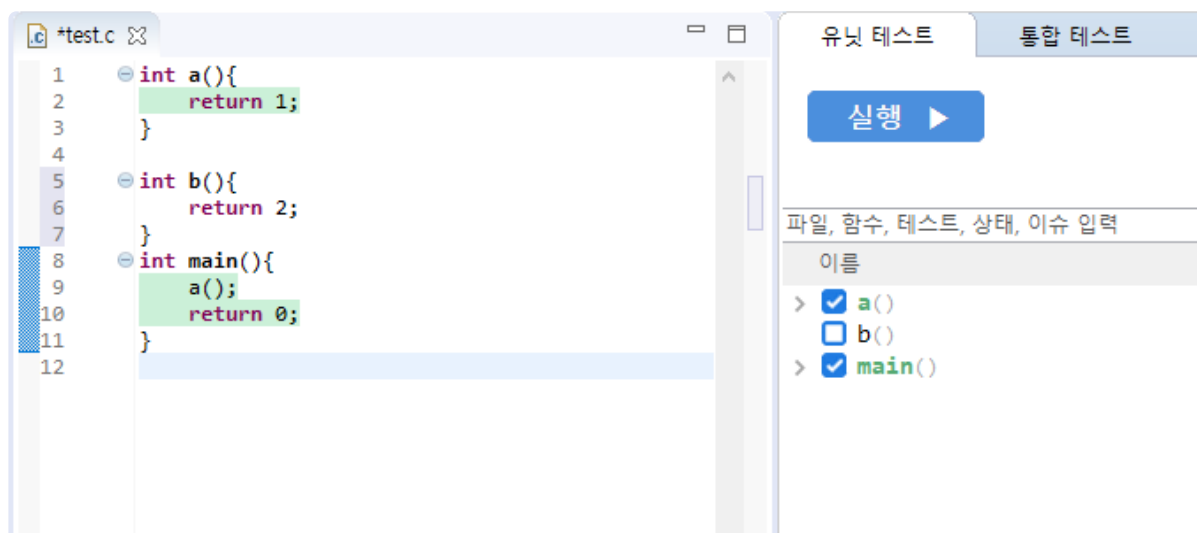 *test.c
1 int a(){
2 return 1;
3 }
4
5 int b(){
6 return 2;
7 }
8 int main(){
9 a();
10 return 0;
11 }
12
유닛 테스트 통합 테스트
실행
파일, 함수, 테스트, 상태, 이슈 입력
이름
a()
b()
main()